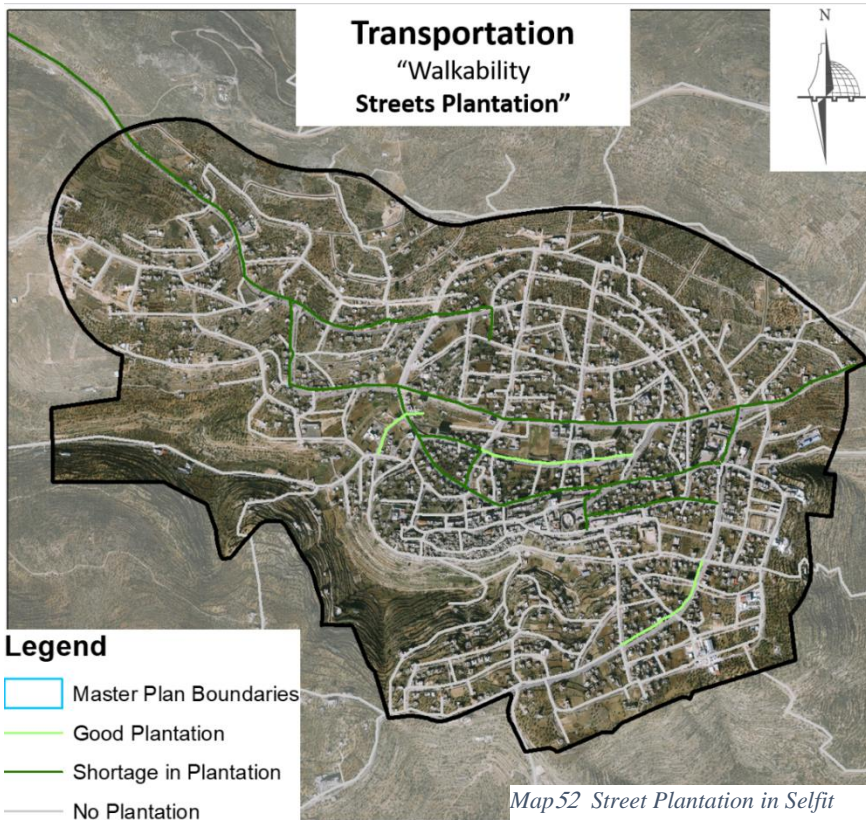 Transportation
“Walkability
Streets Plantation”
N
Legend
Master Plan Boundaries
Good Plantation
Shortage in Plantation
No Plantation
Map52 Street Plantation in Selfit